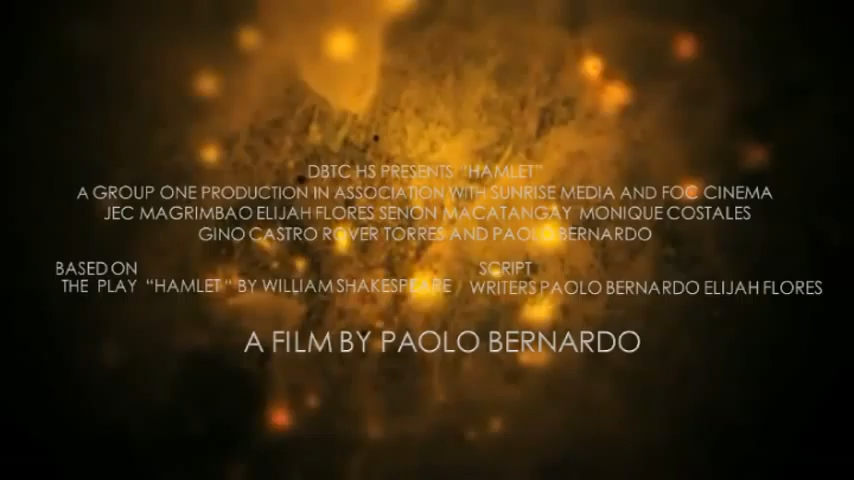 DBTC HS PRESENTS "HAMLET"
A GROUP ONE PRODUCTION IN ASSOCIATION WITH SUNRISE MEDIA AND FOC CINEMA
JEC MAGRIMBAO ELIJAH FLORES SENON MACATANGAY MONIQUE COSTALES
GINO CASTRO ROVER TORRES AND PAOLO BERNARDO
BASED ON
THE PLAY "HAMLET" BY WILLIAM SHAKESPEARE
SCRIPT
WRITERS PAOLO BERNARDO ELIJAH FLORES
A FILM BY PAOLO BERNARDO